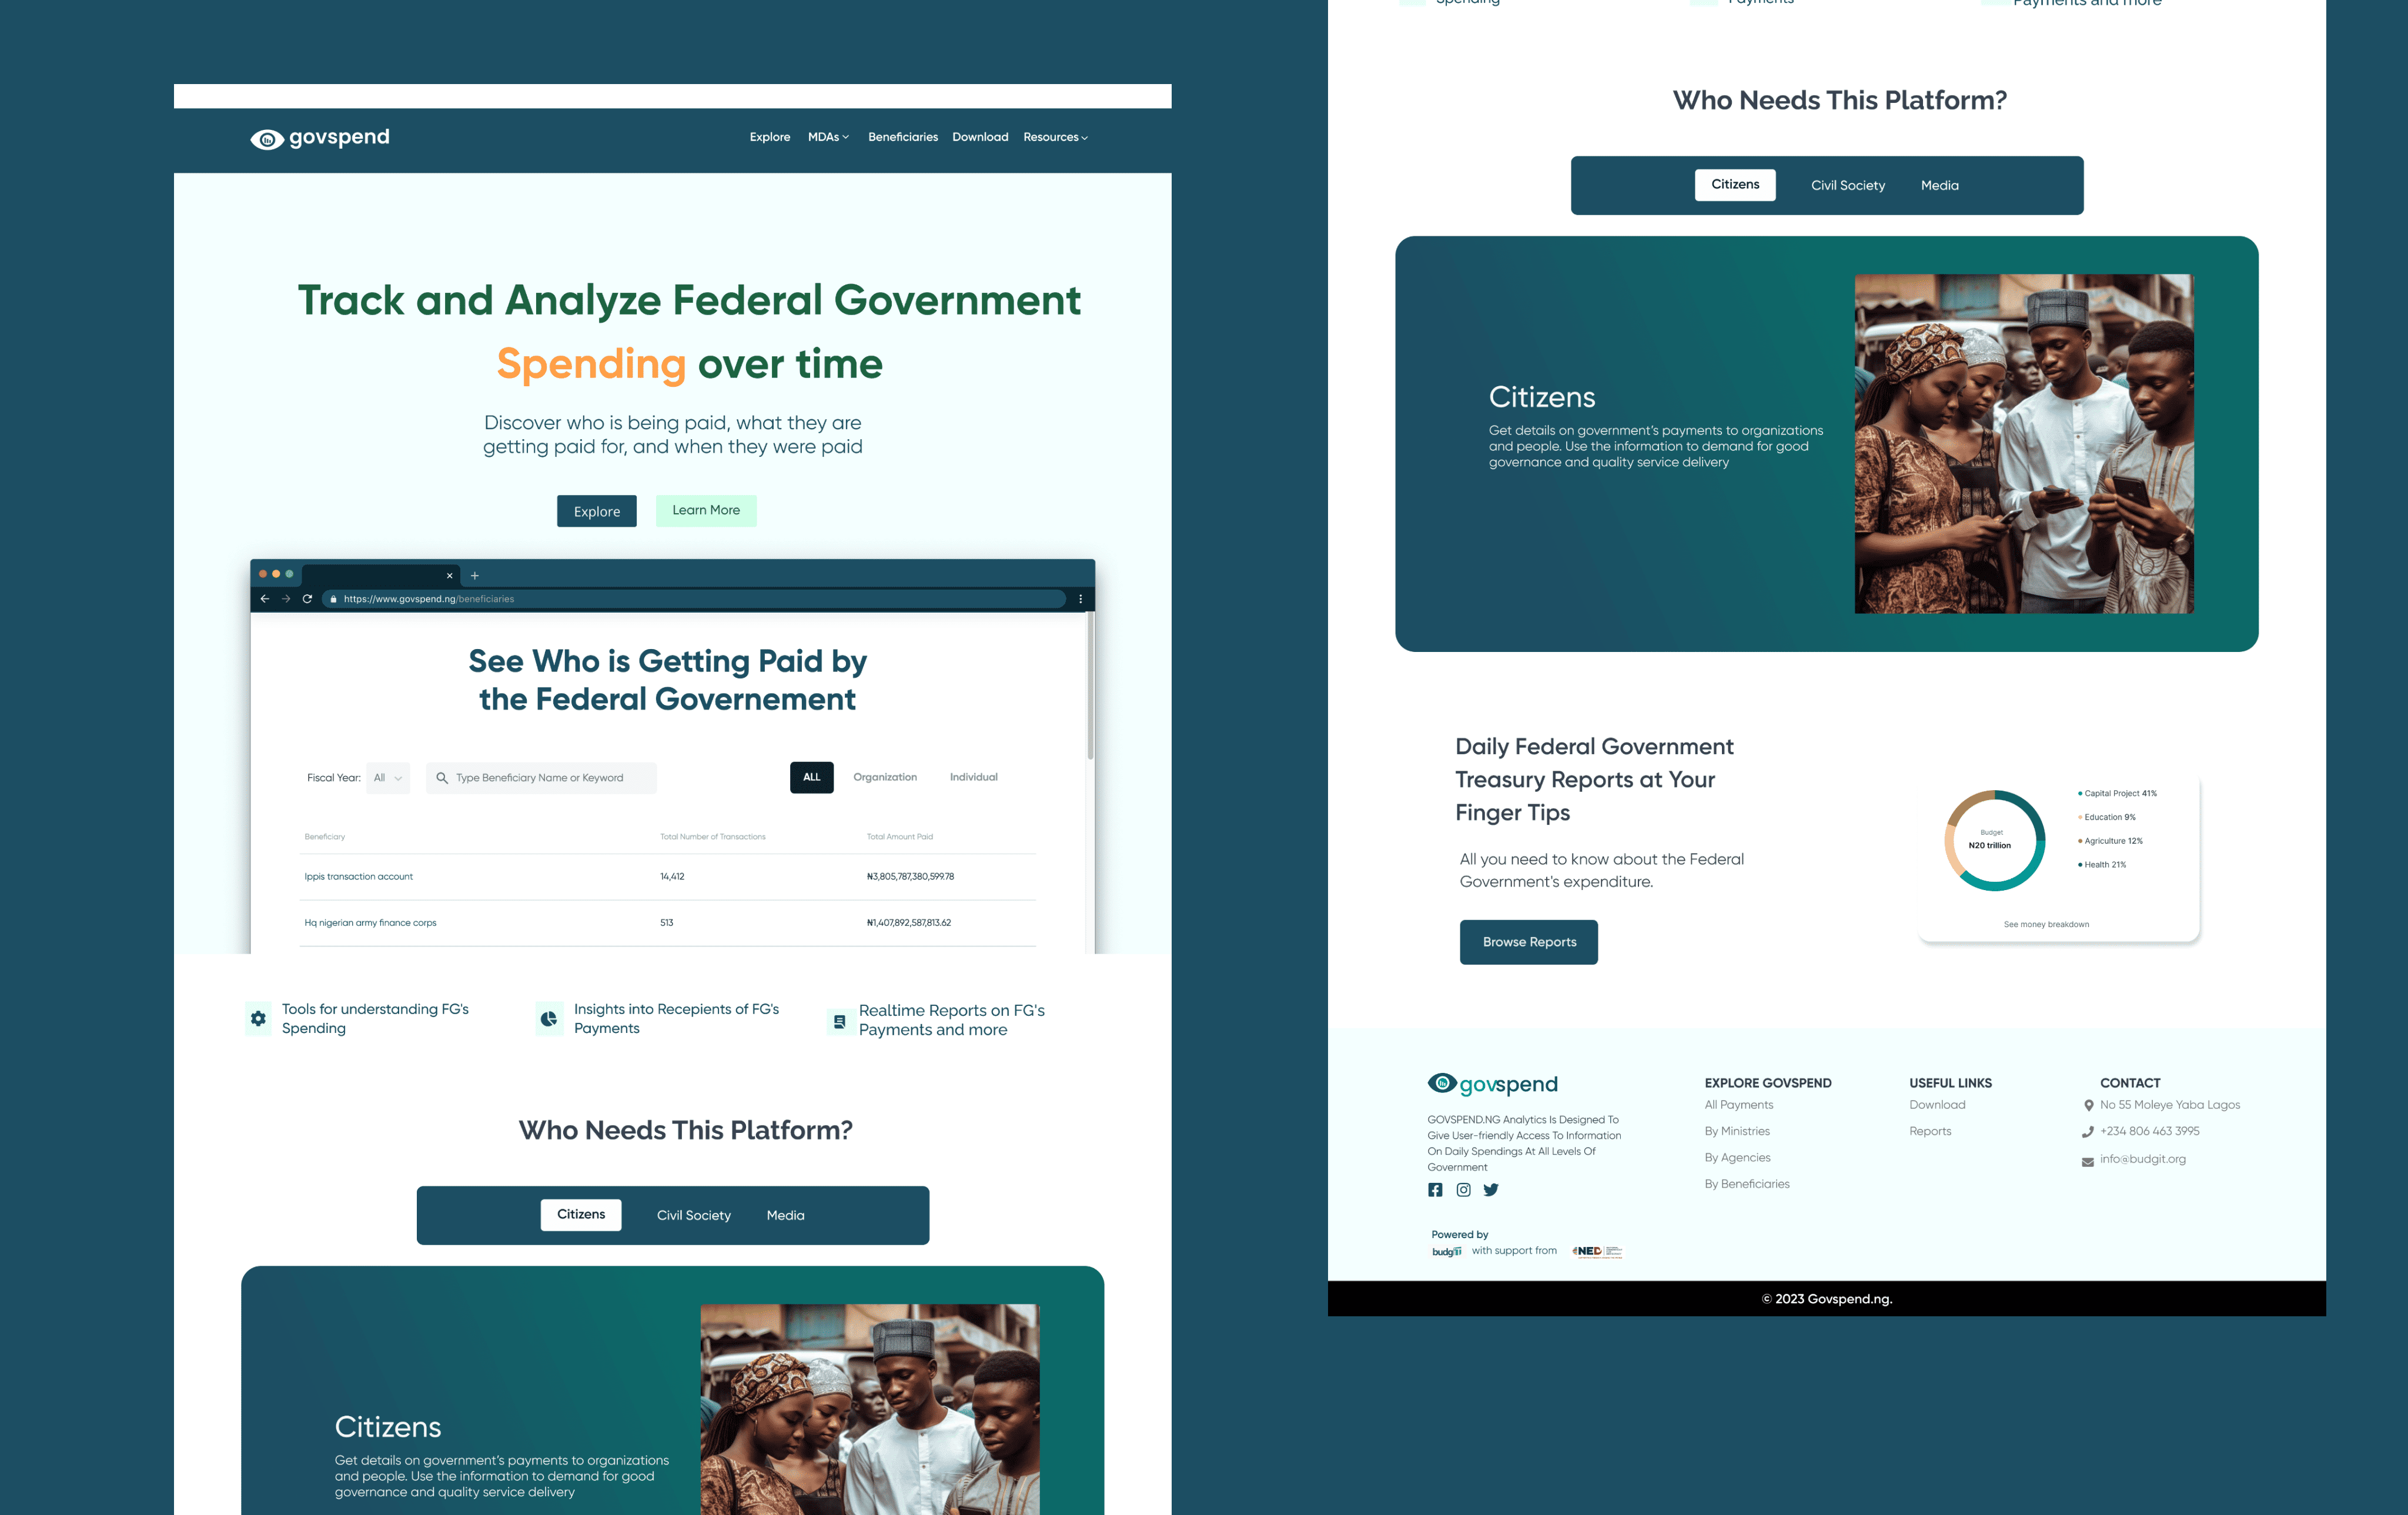 govspend
Explore MDAs Beneficiaries Download Resources
Track and Analyze Federal Government
Spending over time
Discover who is being paid, what they are
getting paid for, and when they were paid
Explore Learn More
https://www.govspend.ng/beneficiaries
See Who is Getting Paid by
the Federal Governement
Fiscal Year: All Type Beneficiary Name or Keyword ALL Organization Individual
Beneficiary Total Number of Transactions Total Amount Paid
Ippis transaction account 14,412 ₦3,805,787,380,599.78
Hq nigerian army finance corps 513 ₦1,407,892,587,813.62
Tools for understanding FG's
Spending
Insights into Recepients of FG's
Payments
Realtime Reports on FG's
Payments and more
Who Needs This Platform?
Citizens Civil Society Media
Citizens
Get details on government's payments to organizations
and people. Use the information to demand for good
governance and quality service delivery
Spending Payments Payments and more
Who Needs This Platform?
Citizens Civil Society Media
Citizens
Get details on government's payments to organizations
and people. Use the information to demand for good
governance and quality service delivery
Daily Federal Government
Treasury Reports at Your
Finger Tips
All you need to know about the Federal
Government's expenditure.
Browse Reports
Budget
N20 trillion
Capital Project 41%
Education 9%
Agriculture 12%
Health 21%
See money breakdown
govspend
GOVSPEND.NG Analytics Is Designed To
Give User-friendly Access To Information
On Daily Spendings At All Levels Of
Government
Powered by
budgIT with support from NED
EXPLORE GOVSPEND
All Payments
By Ministries
By Agencies
By Beneficiaries
USEFUL LINKS
Download
Reports
CONTACT
No 55 Moleye Yaba Lagos
+234 806 463 3995
info@budgit.org
© 2023 Govspend.ng.